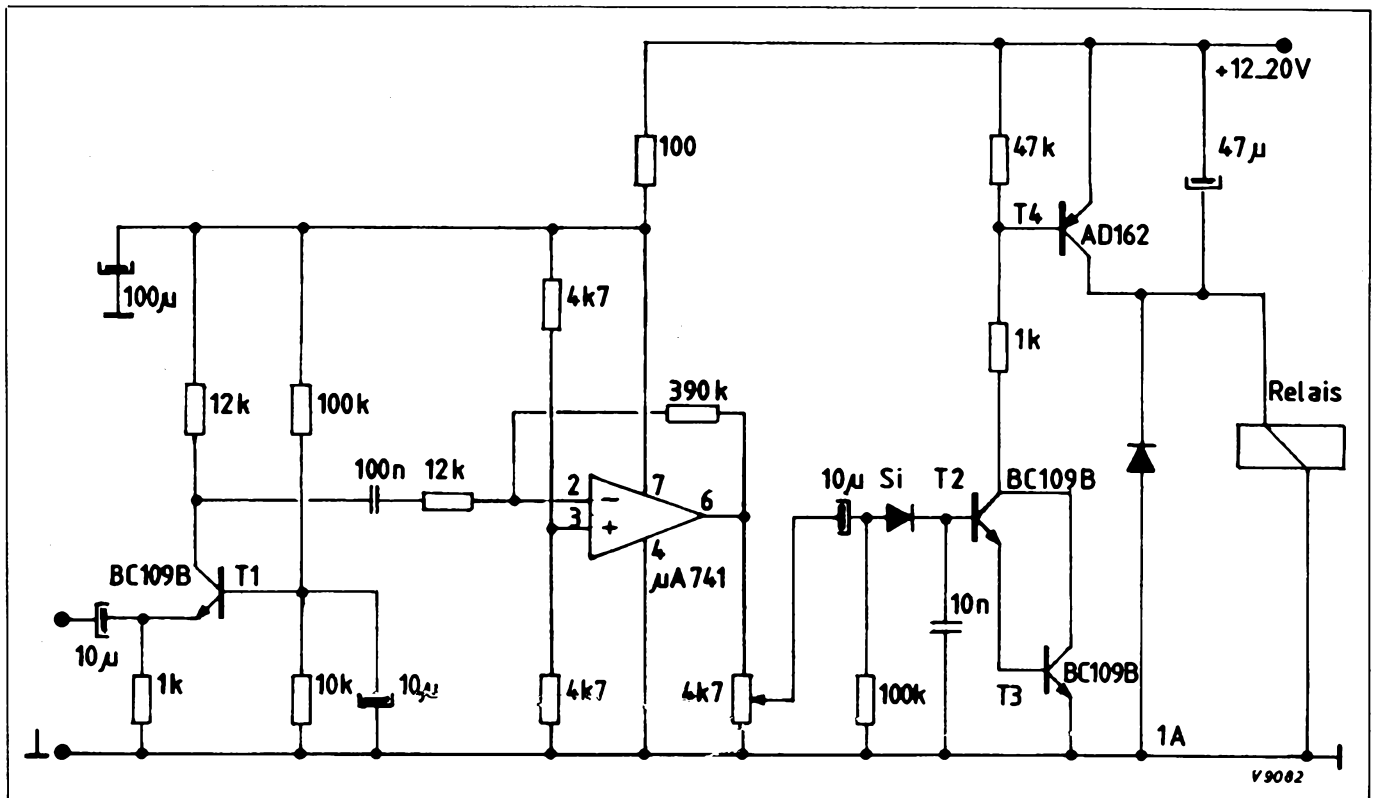 +12_20V
100
47k
47µ
T4
AD162
100µ
4k7
1k
12k
100k
390k
Relais
100n
12k
2
3
7
6
4
10µ
Si
T2
BC109B
BC109B
T1
µA741
10n
10µ
1k
10k
10µ
4k7
4k7
100k
T3
BC109B
1A
V9082